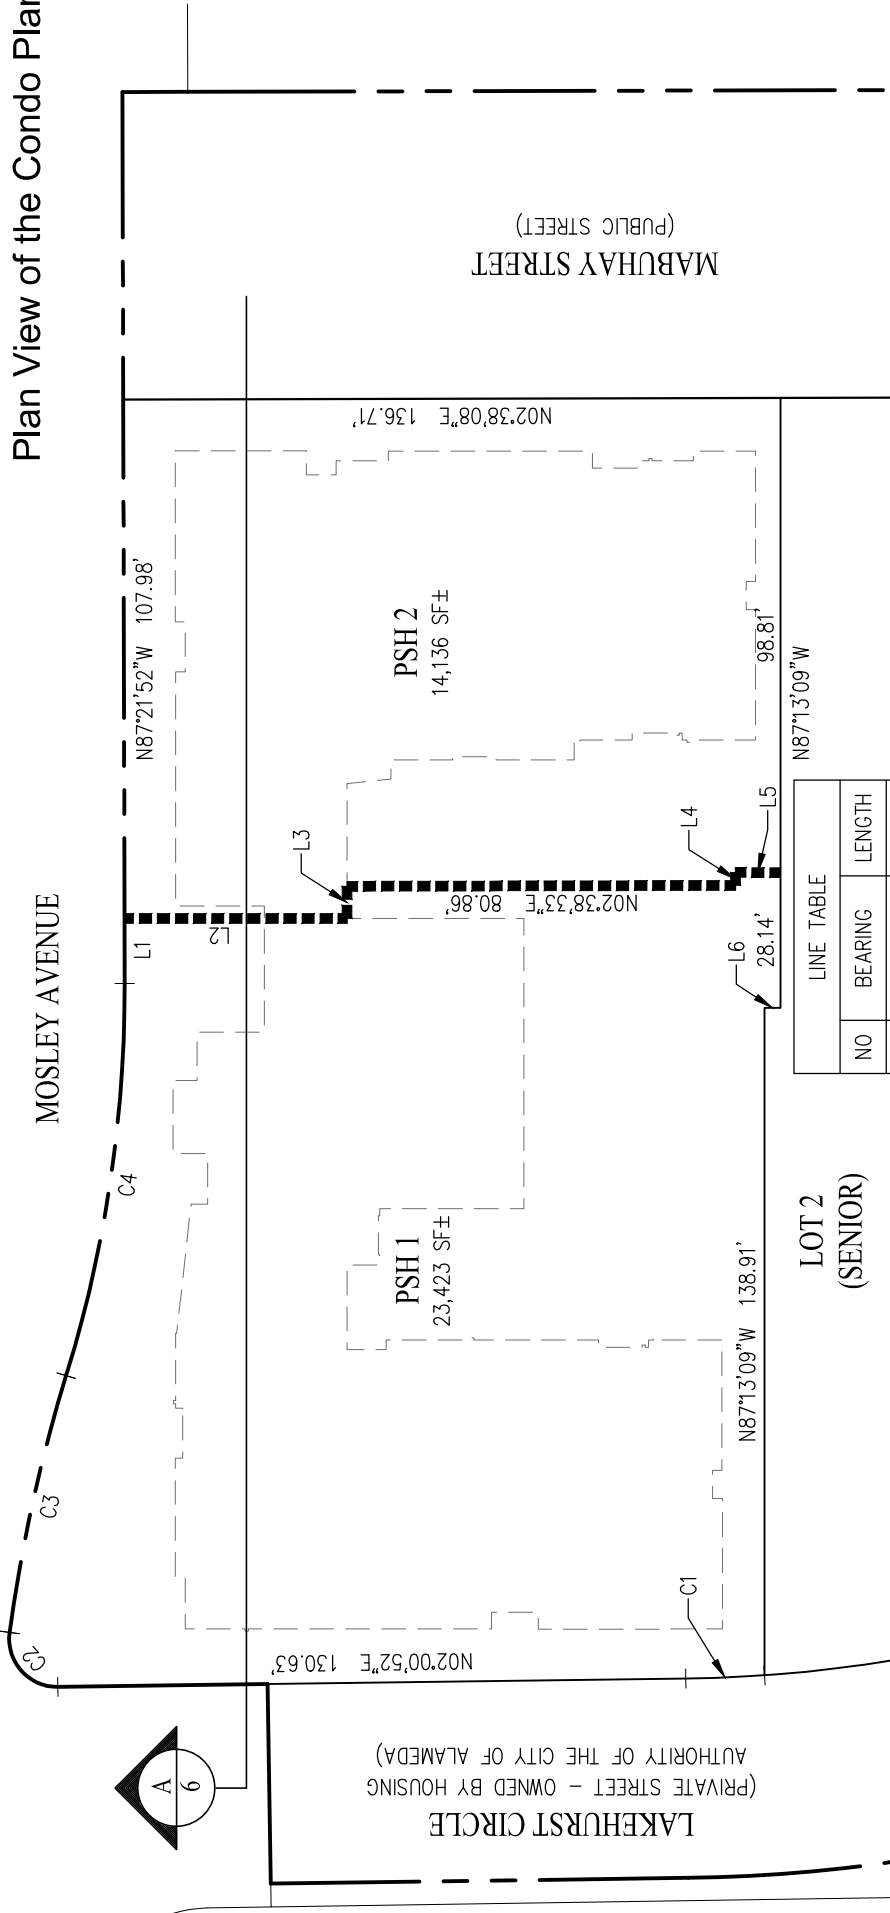 Plan View of the Condo Plan
MOSLEY AVENUE
N87°21'52"W 107.98'
L1
L2
L3
C4
C3
C2
N02°38'08"E 136.71'
MABUHAY STREET
(PUBLIC STREET)
PSH 2
14,136 SF±
N02°38'33"E 80.86'
L4
L5
L6
28.14'
98.81'
N87°13'09"W
PSH 1
23,423 SF±
N87°13'09"W 138.91'
C1
N02°00'52"E 130.63'
A
6
LAKEHURST CIRCLE
(PRIVATE STREET – OWNED BY HOUSING
AUTHORITY OF THE CITY OF ALAMEDA)
LOT 2
(SENIOR)
LINE TABLE
NO BEARING LENGTH